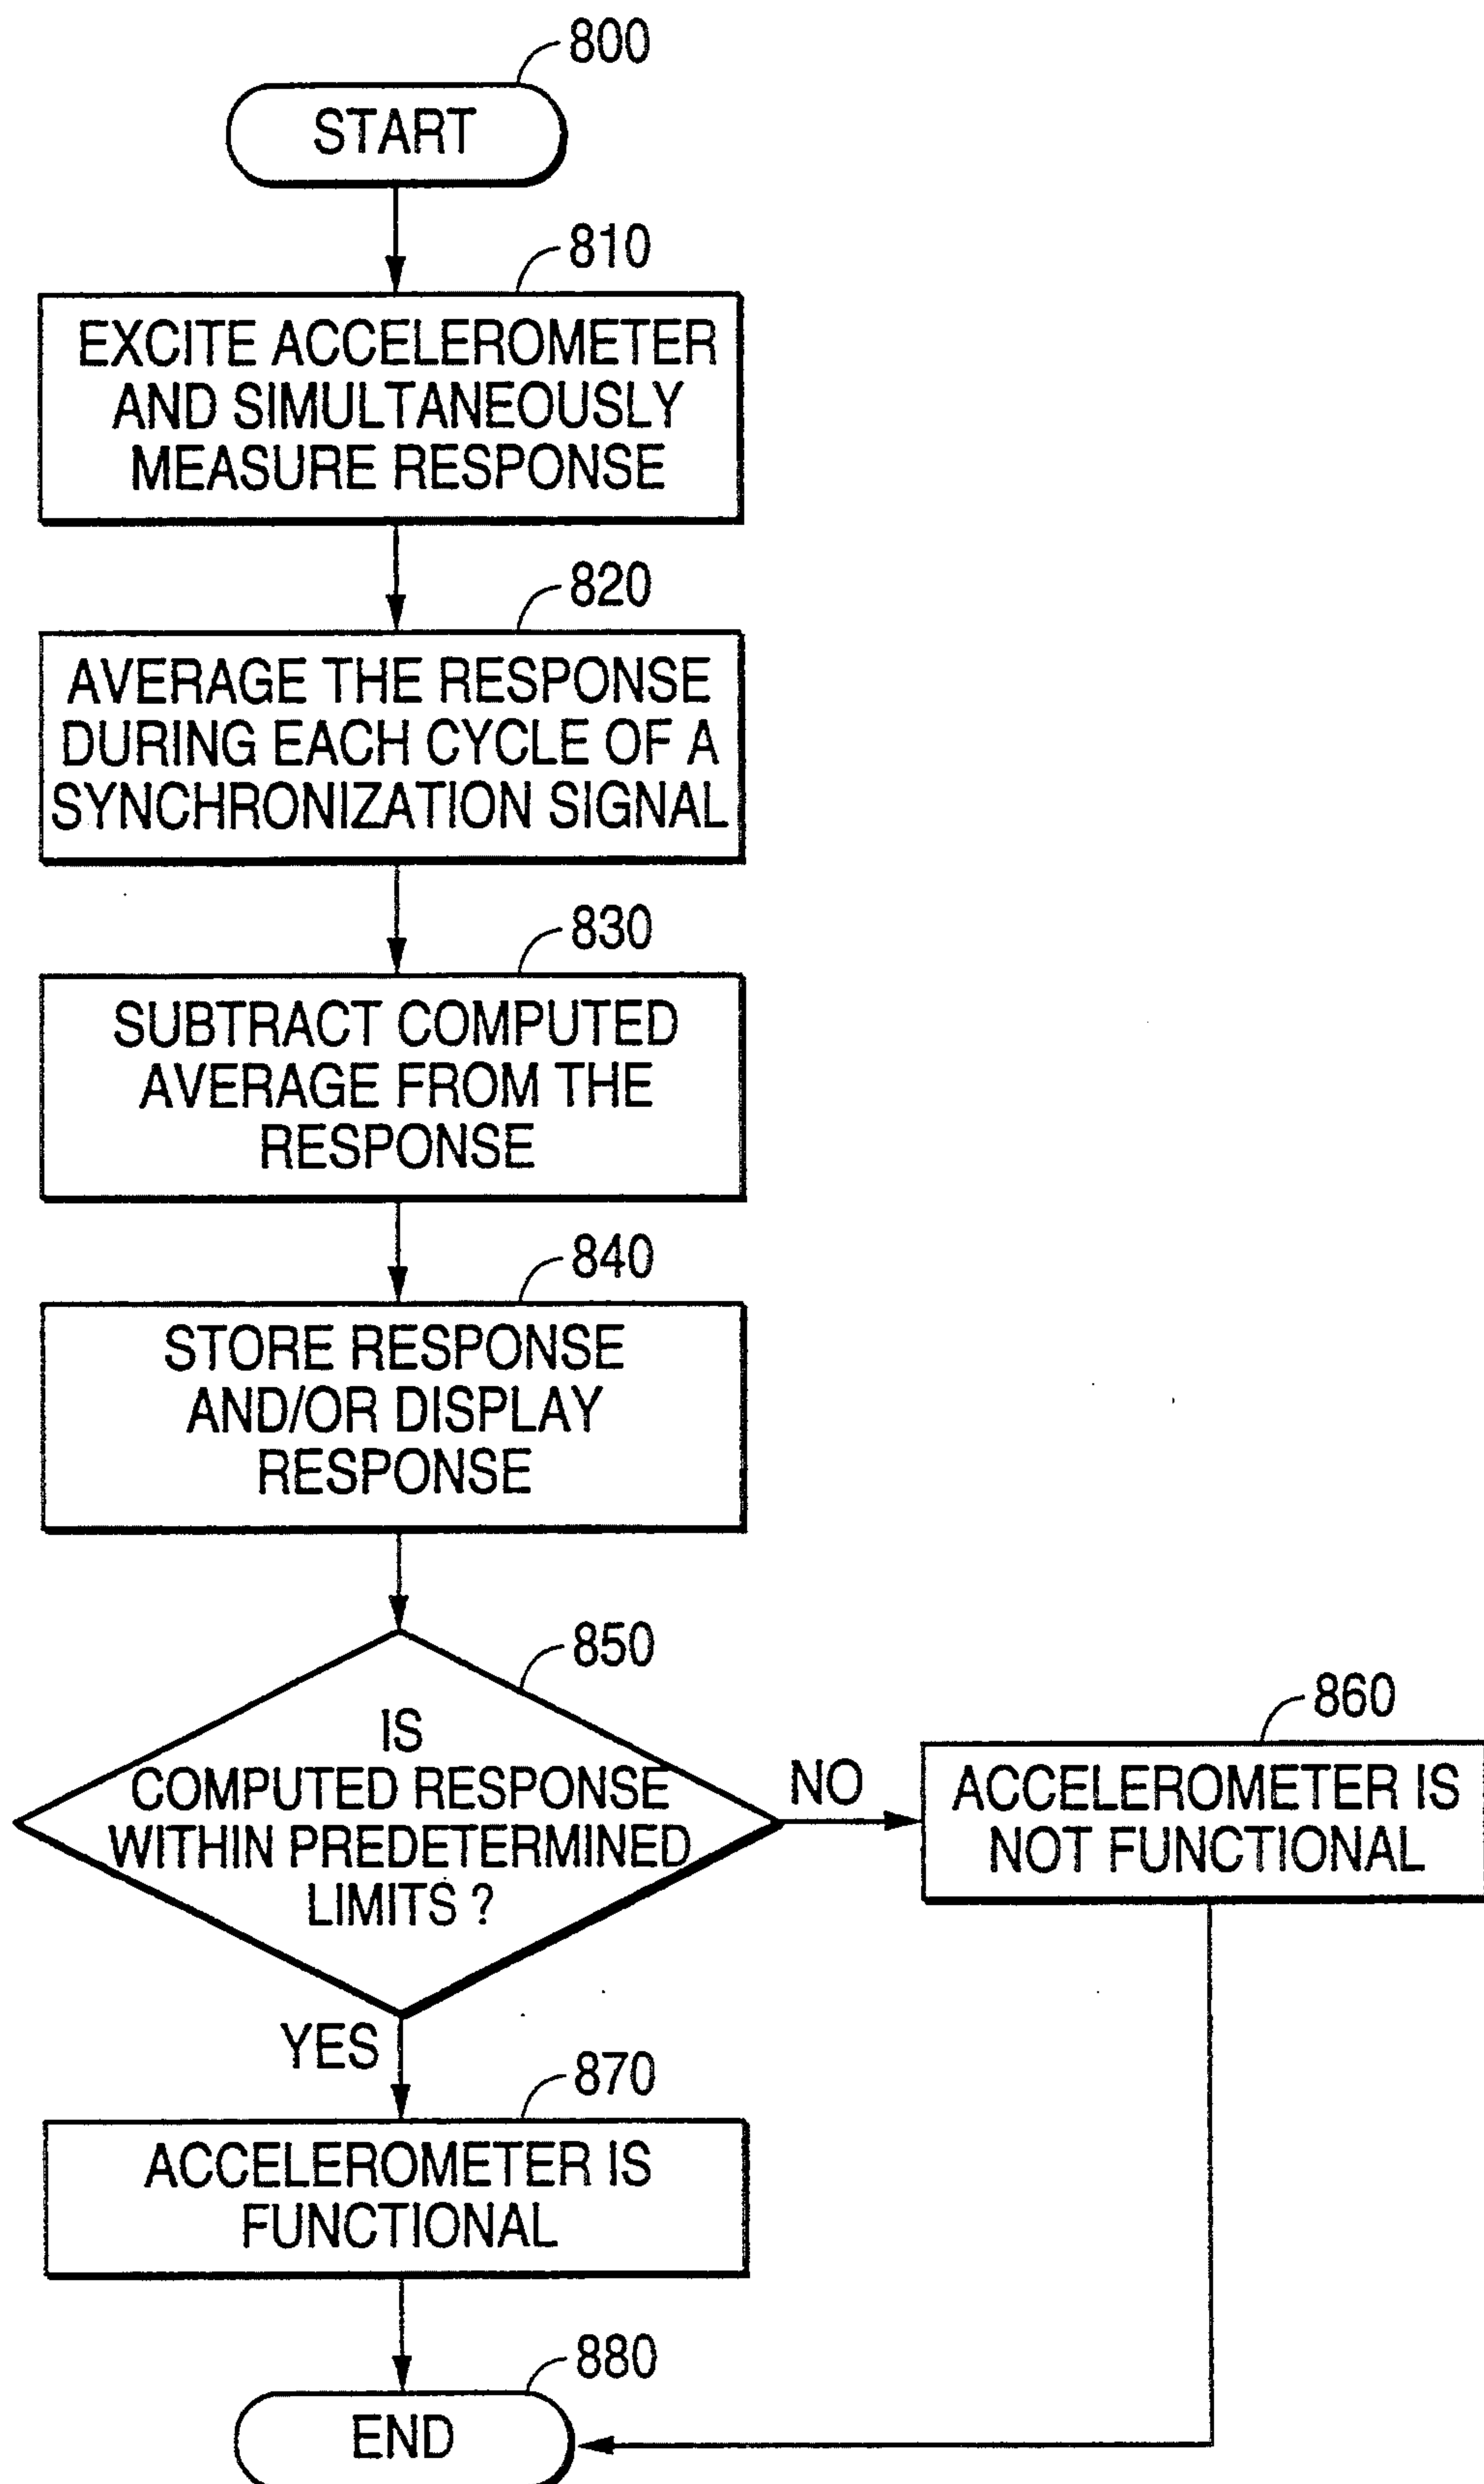 800
START
810
EXCITE ACCELEROMETER
AND SIMULTANEOUSLY
MEASURE RESPONSE
820
AVERAGE THE RESPONSE
DURING EACH CYCLE OF A
SYNCHRONIZATION SIGNAL
830
SUBTRACT COMPUTED
AVERAGE FROM THE
RESPONSE
840
STORE RESPONSE
AND/OR DISPLAY
RESPONSE
850
IS
COMPUTED RESPONSE
WITHIN PREDETERMINED
LIMITS ?
NO
860
ACCELEROMETER IS
NOT FUNCTIONAL
YES
870
ACCELEROMETER IS
FUNCTIONAL
880
END